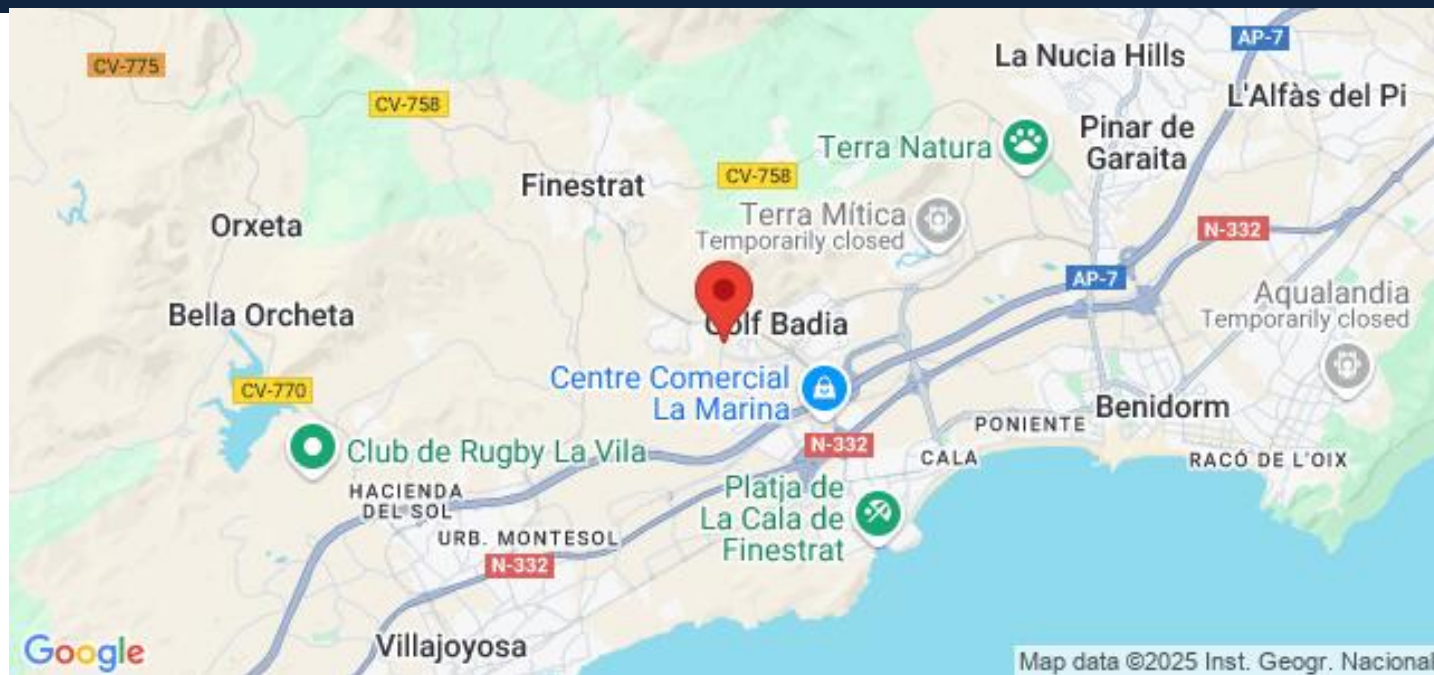 AP-7
La Nucia Hills
CV-775
L'Alfàs del Pi
CV-758
Pinar de
Garaita
Terra Natura
CV-758
Finestrat
Terra Mítica
Temporarily closed
Orxeta
N-332
AP-7
Aqualandia
Temporarily closed
Bella Orcheta
Golf Badia
Centre Comercial
La Marina
CV-770
Benidorm
PONIENTE
N-332
CALA
RACÓ DE L'OIX
Club de Rugby La Vila
HACIENDA
DEL SOL
Platja de
La Cala de
Finestrat
URB. MONTESOL
N-332
Villajoyosa
Google
Map data ©2025 Inst. Geogr. Nacional